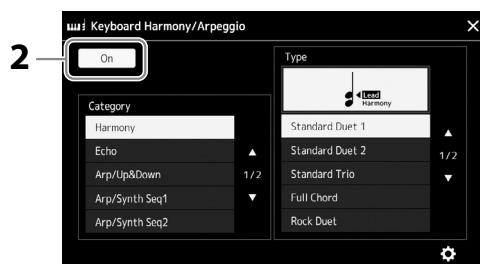 Keyboard Harmony/Arpeggio
2
On
Category
Harmony
Echo
Arp/Up&Down
Arp/Synth Seq1
Arp/Synth Seq2
1/2
Type
Lead
Harmony
Standard Duet 1
Standard Duet 2
Standard Trio
Full Chord
Rock Duet
1/2